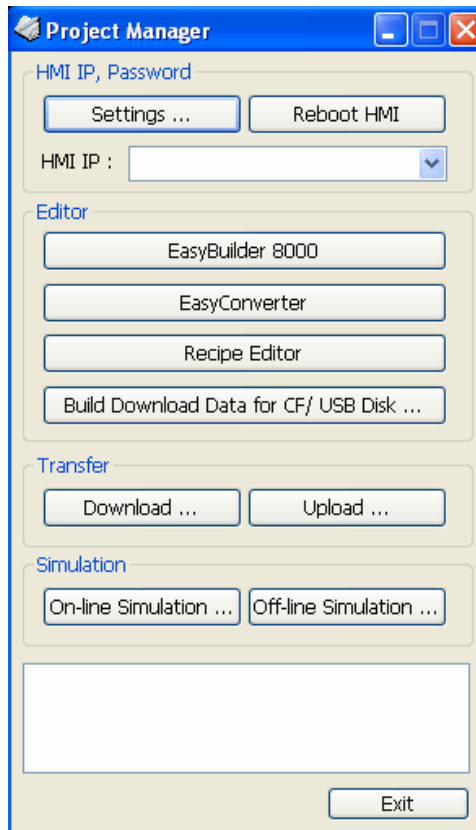 Project Manager
HMI IP, Password
Settings ... Reboot HMI
HMI IP :
Editor
EasyBuilder 8000
EasyConverter
Recipe Editor
Build Download Data for CF/ USB Disk ...
Transfer
Download ... Upload ...
Simulation
On-line Simulation ... Off-line Simulation ...
Exit